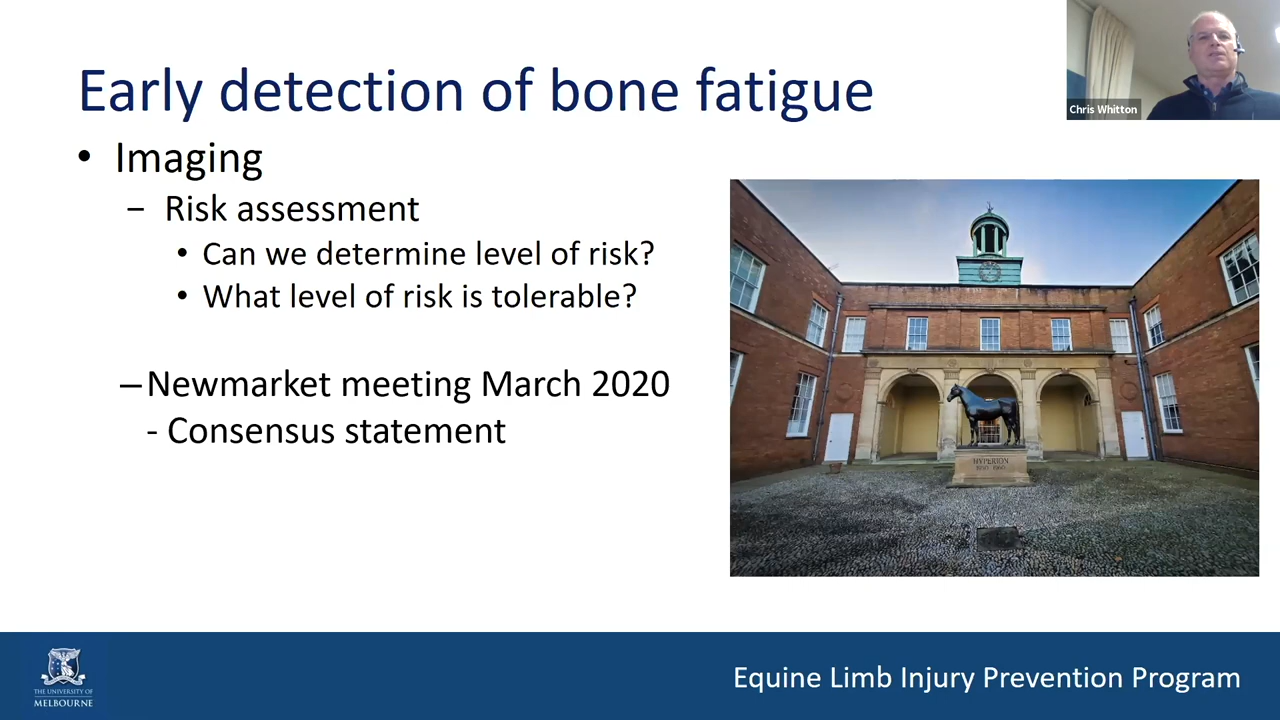 Early detection of bone fatigue
Chris Whitton
• Imaging
– Risk assessment
• Can we determine level of risk?
• What level of risk is tolerable?
–Newmarket meeting March 2020
- Consensus statement
HYPERION
THE UNIVERSITY OF
MELBOURNE
Equine Limb Injury Prevention Program